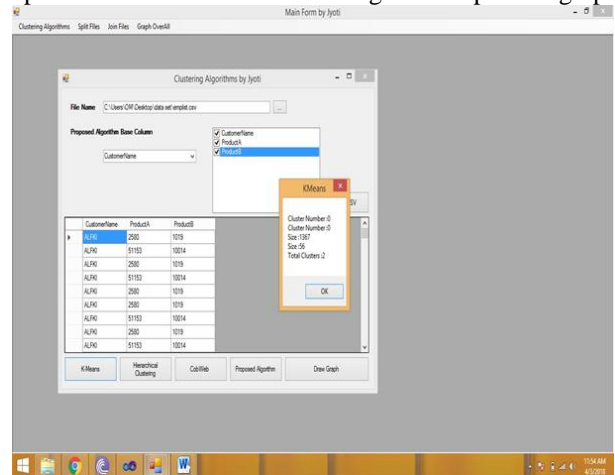 Main Form by Jyoti
Clustering Algorithms Split Files Join Files Graph OverAll
Clustering Algorithms by Jyoti
File Name C:\Users\OM\Desktop\data set\emplist.csv ...
Proposed Algorithm Base Column
CustomerName
CustomerName
ProductA
ProductB
KMeans
SV
Cluster Number:0
Cluster Number:0
Size :1367
Size :56
Total Clusters :2
OK
CustomerName ProductA ProductB
ALFKI 2580 1019
ALFKI 51153 10014
ALFKI 2580 1019
ALFKI 51153 10014
ALFKI 2580 1019
ALFKI 2580 1019
ALFKI 51153 10014
ALFKI 2580 1019
ALFKI 51153 10014
K-Means Hierarchical Clustering CobWeb Proposed Algorithm Draw Graph
11:54 AM
4/3/2018